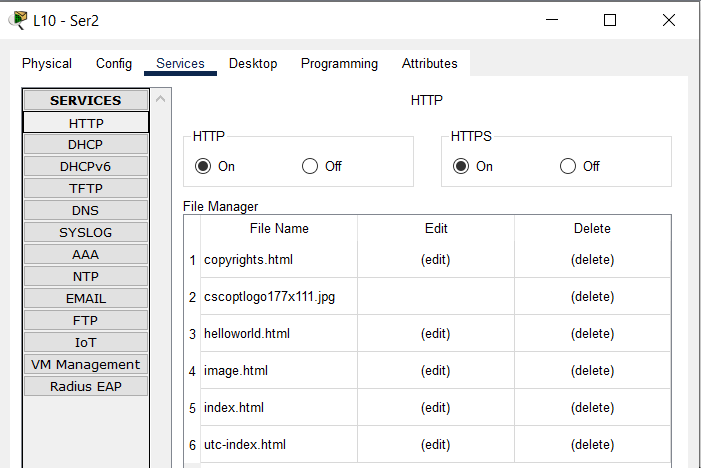 L10 - Ser2
Physical Config Services Desktop Programming Attributes
SERVICES
HTTP
DHCP
DHCPv6
TFTP
DNS
SYSLOG
AAA
NTP
EMAIL
FTP
IoT
VM Management
Radius EAP
HTTP
HTTP HTTPS
On Off On Off
File Manager
File Name Edit Delete
1 copyrights.html (edit) (delete)
2 cscoptlogo177x111.jpg (delete)
3 helloworld.html (edit) (delete)
4 image.html (edit) (delete)
5 index.html (edit) (delete)
6 utc-index.html (edit) (delete)